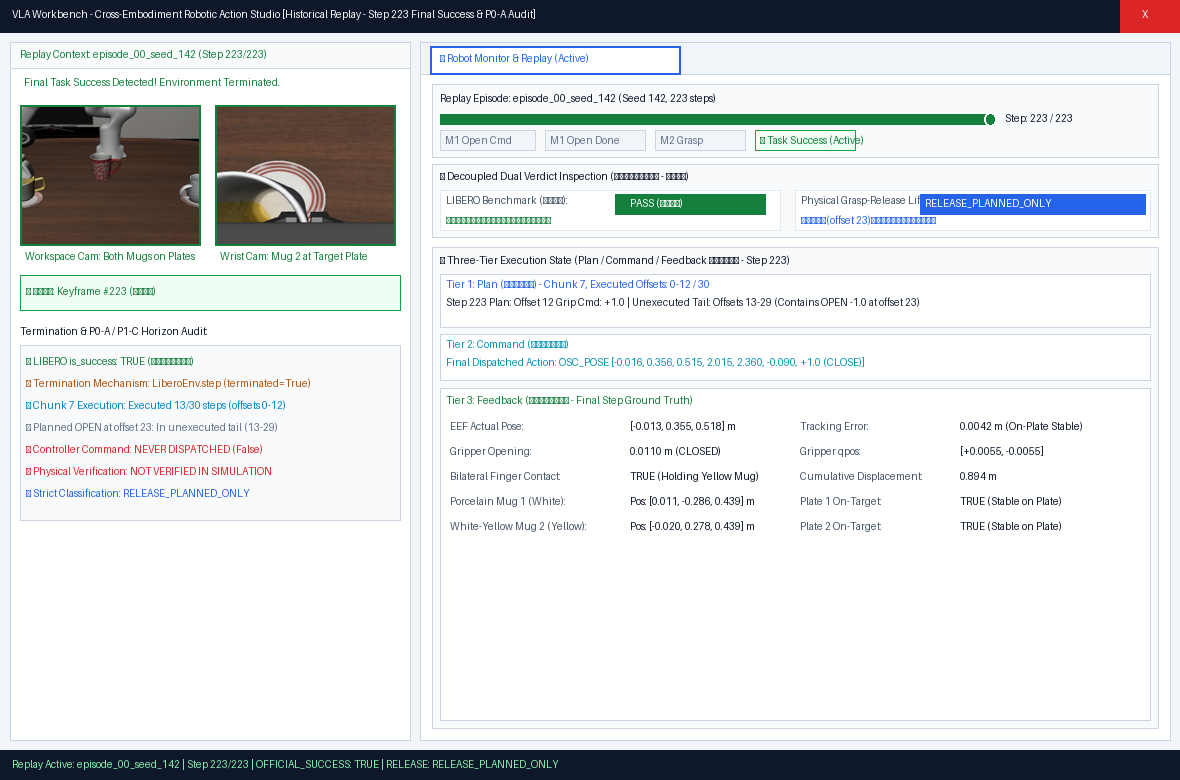 VLA Workbench - Cross-Embodiment Robotic Action Studio [Historical Replay - Step 223 Final Success & P0-A Audit]
X
Replay Context: episode_00_seed_142 (Step 223/223)
Final Task Success Detected! Environment Terminated.
Workspace Cam: Both Mugs on Plates
Wrist Cam: Mug 2 at Target Plate
Keyframe #223
Termination & P0-A / P1-C Horizon Audit:
LIBERO is_success: TRUE
Termination Mechanism: LiberoEnv.step (terminated=True)
Chunk 7 Execution: Executed 13/30 steps (offsets 0-12)
Planned OPEN at offset 23: In unexecuted tail (13-29)
Controller Command: NEVER DISPATCHED (False)
Physical Verification: NOT VERIFIED IN SIMULATION
Strict Classification: RELEASE_PLANNED_ONLY
Robot Monitor & Replay (Active)
Replay Episode: episode_00_seed_142 (Seed 142, 223 steps)
Step: 223 / 223
M1 Open Cmd
M1 Open Done
M2 Grasp
Task Success (Active)
Decoupled Dual Verdict Inspection
LIBERO Benchmark
PASS
Physical Grasp-Release Lif
RELEASE_PLANNED_ONLY
(offset 23)
Three-Tier Execution State (Plan / Command / Feedback - Step 223)
Tier 1: Plan - Chunk 7, Executed Offsets: 0-12 / 30
Step 223 Plan: Offset 12 Grip Cmd: +1.0 | Unexecuted Tail: Offsets 13-29 (Contains OPEN -1.0 at offset 23)
Tier 2: Command
Final Dispatched Action: OSC_POSE [-0.016, 0.356, 0.515, 2.015, 2.360, -0.090, +1.0 (CLOSE)]
Tier 3: Feedback - Final Step Ground Truth)
EEF Actual Pose: [-0.013, 0.355, 0.518] m Tracking Error: 0.0042 m (On-Plate Stable)
Gripper Opening: 0.0110 m (CLOSED) Gripper qpos: [+0.0055, -0.0055]
Bilateral Finger Contact: TRUE (Holding Yellow Mug) Cumulative Displacement: 0.894 m
Porcelain Mug 1 (White): Pos: [0.011, -0.286, 0.439] m Plate 1 On-Target: TRUE (Stable on Plate)
White-Yellow Mug 2 (Yellow): Pos: [-0.020, 0.278, 0.439] m Plate 2 On-Target: TRUE (Stable on Plate)
Replay Active: episode_00_seed_142 | Step 223/223 | OFFICIAL_SUCCESS: TRUE | RELEASE: RELEASE_PLANNED_ONLY